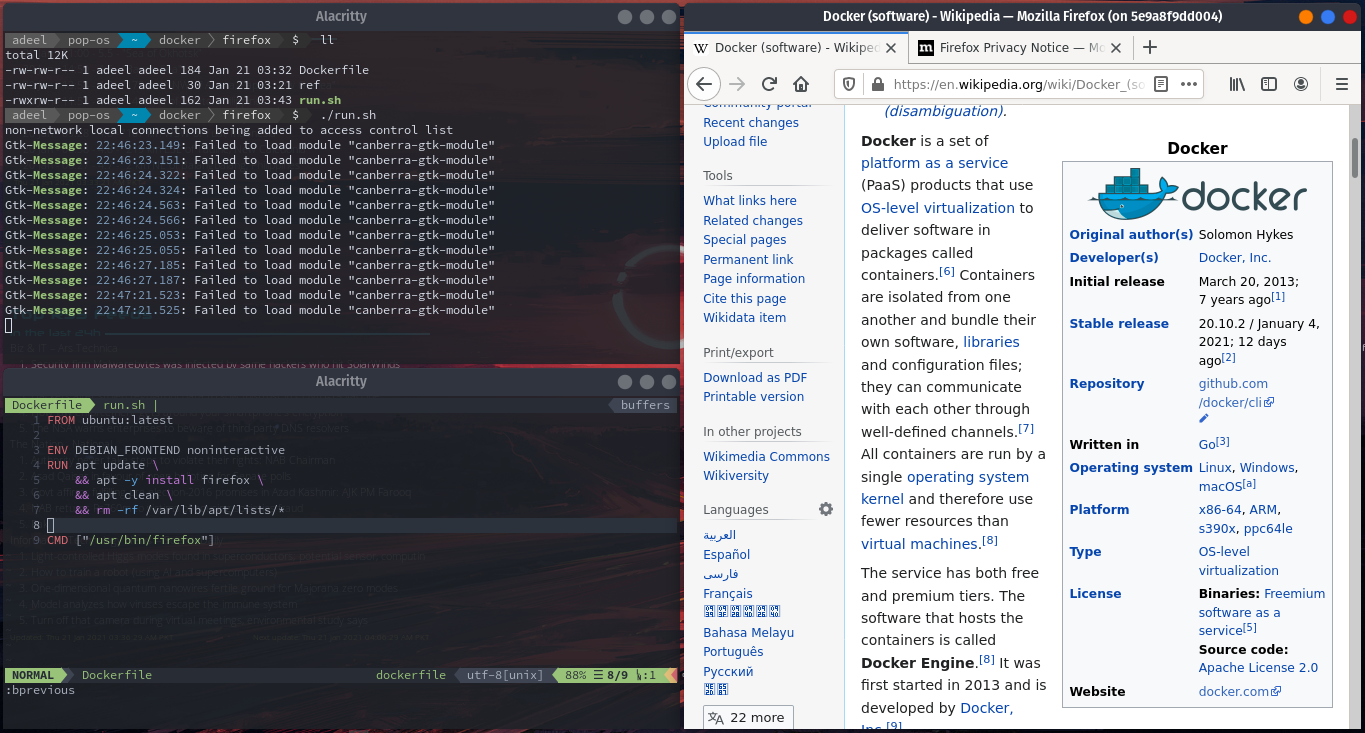 Alacritty
adeel pop-os ~ docker firefox $ ll
total 12K
-rw-rw-r-- 1 adeel adeel 184 Jan 21 03:32 Dockerfile
-rw-rw-r-- 1 adeel adeel  30 Jan 21 03:21 ref
-rwxrw-r-- 1 adeel adeel 162 Jan 21 03:43 run.sh
adeel pop-os ~ docker firefox $ ./run.sh
non-network local connections being added to access control list
Gtk-Message: 22:46:23.149: Failed to load module "canberra-gtk-module"
Gtk-Message: 22:46:23.151: Failed to load module "canberra-gtk-module"
Gtk-Message: 22:46:24.322: Failed to load module "canberra-gtk-module"
Gtk-Message: 22:46:24.324: Failed to load module "canberra-gtk-module"
Gtk-Message: 22:46:24.563: Failed to load module "canberra-gtk-module"
Gtk-Message: 22:46:24.566: Failed to load module "canberra-gtk-module"
Gtk-Message: 22:46:25.053: Failed to load module "canberra-gtk-module"
Gtk-Message: 22:46:25.055: Failed to load module "canberra-gtk-module"
Gtk-Message: 22:46:27.185: Failed to load module "canberra-gtk-module"
Gtk-Message: 22:46:27.187: Failed to load module "canberra-gtk-module"
Gtk-Message: 22:47:21.523: Failed to load module "canberra-gtk-module"
Gtk-Message: 22:47:21.525: Failed to load module "canberra-gtk-module"
Alacritty
Dockerfile run.sh | buffers
1 FROM ubuntu:latest
2
3 ENV DEBIAN_FRONTEND noninteractive
4 RUN apt update \
5     && apt -y install firefox \
6     && apt clean \
7     && rm -rf /var/lib/apt/lists/*
8
9 CMD ["/usr/bin/firefox"]
NORMAL Dockerfile dockerfile utf-8[unix] 88% ☰ 8/9 :1
:bprevious
Docker (software) - Wikipedia — Mozilla Firefox (on 5e9a8f9dd004)
Docker (software) - Wikiped
Firefox Privacy Notice — Mo
https://en.wikipedia.org/wiki/Docker_(so
Community portal
Recent changes
Upload file
Tools
What links here
Related changes
Special pages
Permanent link
Page information
Cite this page
Wikidata item
Print/export
Download as PDF
Printable version
In other projects
Wikimedia Commons
Wikiversity
Languages
العربية
Español
فارسی
Français
Bahasa Melayu
Português
Русский
22 more
(disambiguation).
Docker is a set of
platform as a service
(PaaS) products that use
OS-level virtualization to
deliver software in
packages called
containers.[6] Containers
are isolated from one
another and bundle their
own software, libraries
and configuration files;
they can communicate
with each other through
well-defined channels.[7]
All containers are run by a
single operating system
kernel and therefore use
fewer resources than
virtual machines.[8]
The service has both free
and premium tiers. The
software that hosts the
containers is called
Docker Engine.[8] It was
first started in 2013 and is
developed by Docker,
Inc.[9]
Docker
docker
Original author(s) Solomon Hykes
Developer(s) Docker, Inc.
Initial release March 20, 2013;
7 years ago[1]
Stable release 20.10.2 / January 4,
2021; 12 days
ago[2]
Repository github.com
/docker/cli
Written in Go[3]
Operating system Linux, Windows,
macOS[a]
Platform x86-64, ARM,
s390x, ppc64le
Type OS-level
virtualization
License Binaries: Freemium
software as a
service[5]
Source code:
Apache License 2.0
Website docker.com